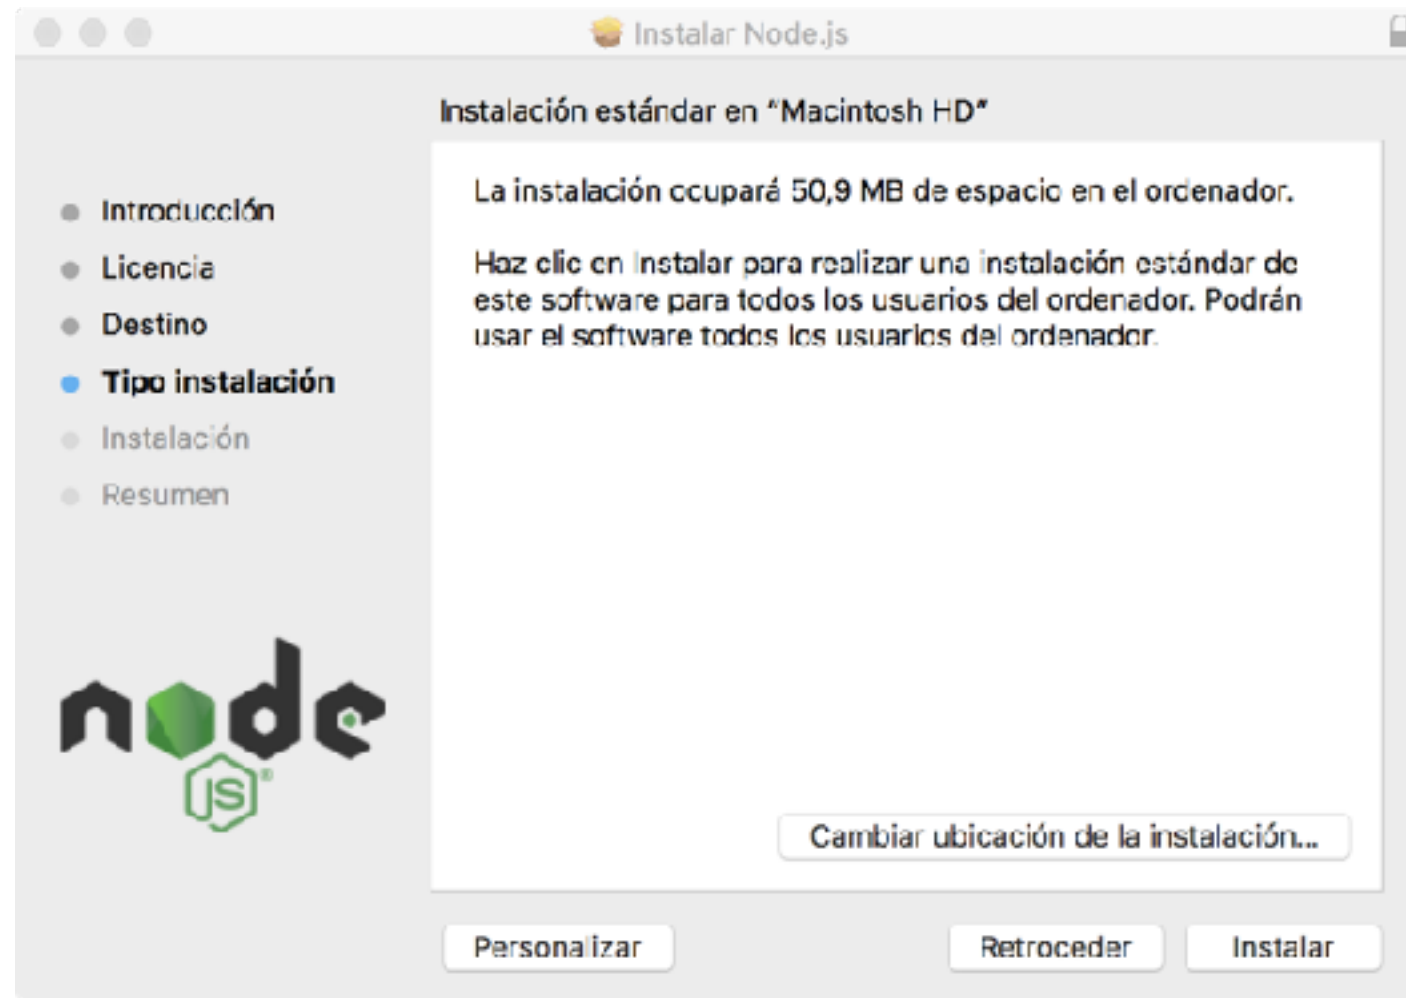 Instalar Node.js
Instalación estándar en “Macintosh HD”
Introducción
Licencia
Destino
Tipo instalación
Instalación
Resumen
La instalación ocupará 50,9 MB de espacio en el ordenador.
Haz clic en Instalar para realizar una instalación estándar de
este software para todos los usuarios del ordenador. Podrán
usar el software todos los usuarios del ordenador.
node
JS®
Cambiar ubicación de la instalación...
Personalizar
Retroceder
Instalar